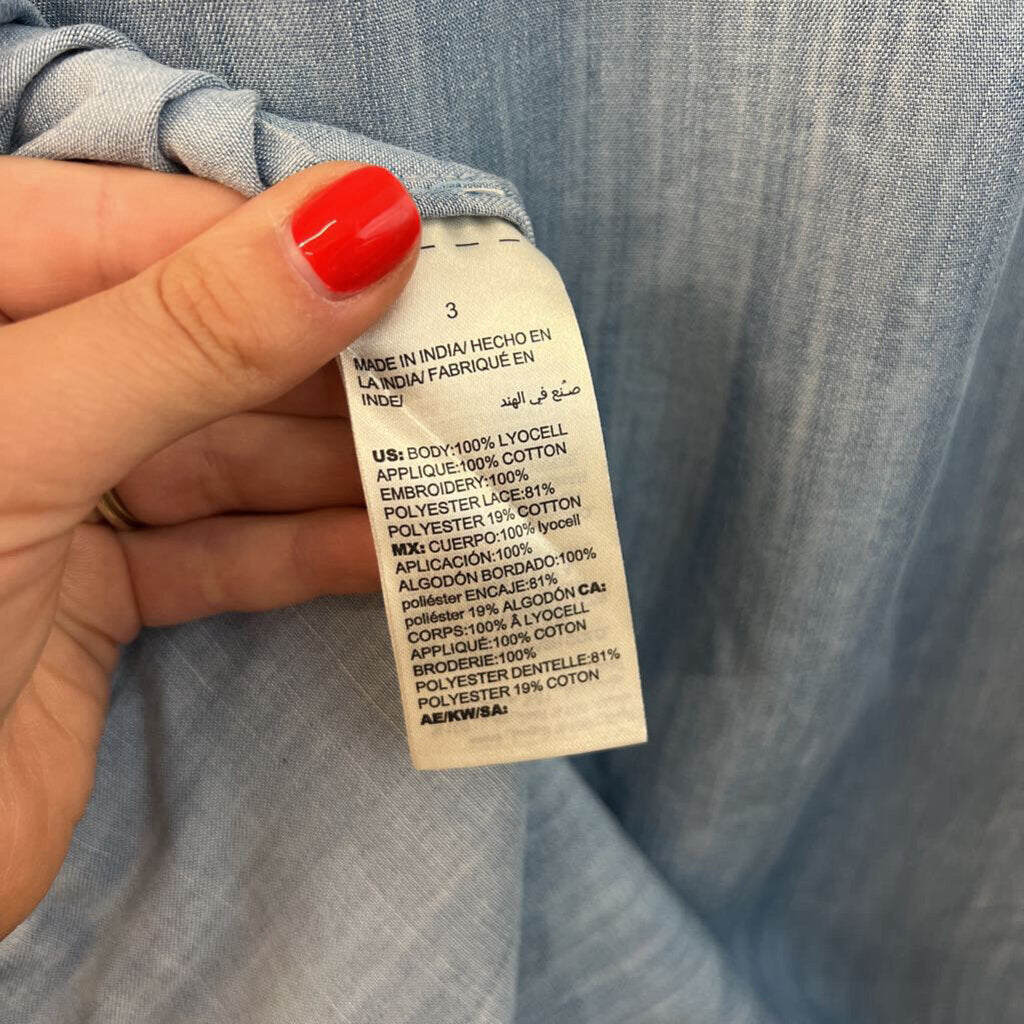 3
MADE IN INDIA/ HECHO EN
LA INDIA/ FABRIQUÉ EN
INDE/
صُنع في الهند
US: BODY:100% LYOCELL
APPLIQUE:100% COTTON
EMBROIDERY:100%
POLYESTER LACE:81%
POLYESTER 19% COTTON
MX: CUERPO:100% lyocell
APLICACIÓN:100%
ALGODÓN BORDADO:100%
poliéster ENCAJE:81%
poliéster 19% ALGODÓN CA:
CORPS:100% Â LYOCELL
APPLIQUÉ:100% COTON
BRODERIE:100%
POLYESTER DENTELLE:81%
POLYESTER 19% COTON
AE/KW/SA: